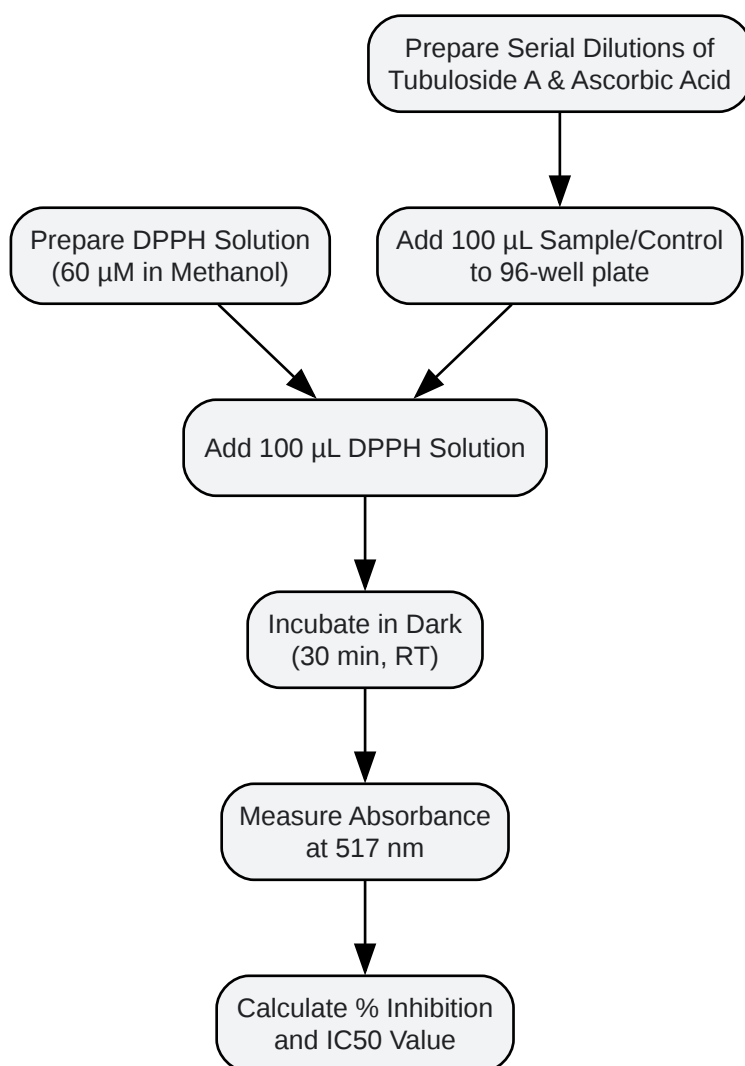 Prepare Serial Dilutions of
Tubuloside A & Ascorbic Acid
Prepare DPPH Solution
(60 µM in Methanol)
Add 100 µL Sample/Control
to 96-well plate
Add 100 µL DPPH Solution
Incubate in Dark
(30 min, RT)
Measure Absorbance
at 517 nm
Calculate % Inhibition
and IC50 Value